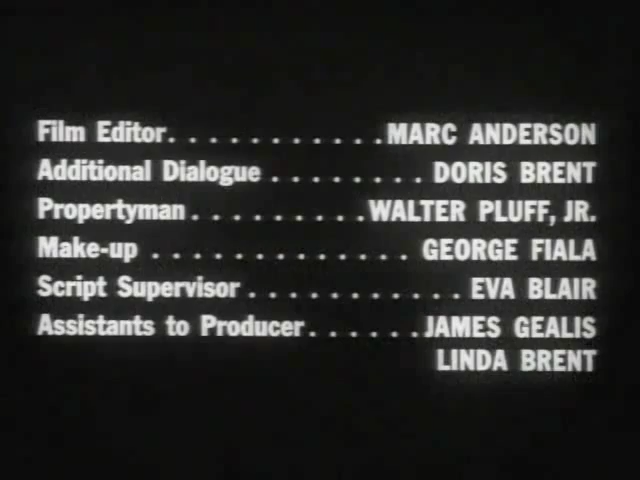 Film Editor. . . . . . . . . . . .MARC ANDERSON
Additional Dialogue . . . . . . . . DORIS BRENT
Propertyman . . . . . . . . .WALTER PLUFF, JR.
Make-up . . . . . . . . . . . . . . GEORGE FIALA
Script Supervisor . . . . . . . . . . . EVA BLAIR
Assistants to Producer. . . . . .JAMES GEALIS
LINDA BRENT